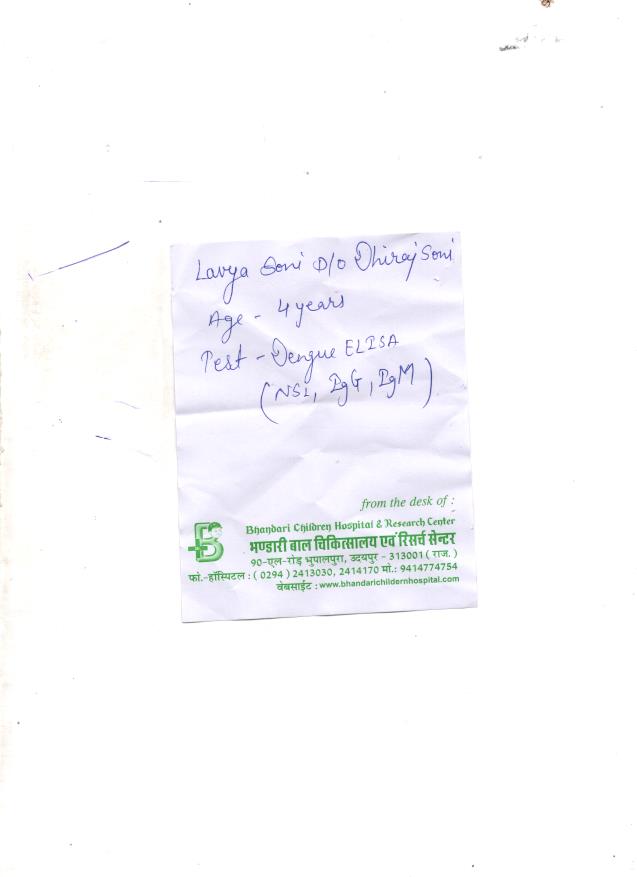 Lavya Soni D/o Dhiraj Soni
Age - 4 years
Test - Dengue ELISA
(NS1, IgG, IgM)
from the desk of :
Bhandari Children Hospital & Research Center
भण्डारी बाल चिकित्सालय एवं रिसर्च सेन्टर
90-एल-रोड़ भुपालपुरा, उदयपुर - 313001 ( राज. )
फो.-हॉस्पिटल : ( 0294 ) 2413030, 2414170 मो.: 9414774754
वेबसाईट : www.bhandarichildernhospital.com